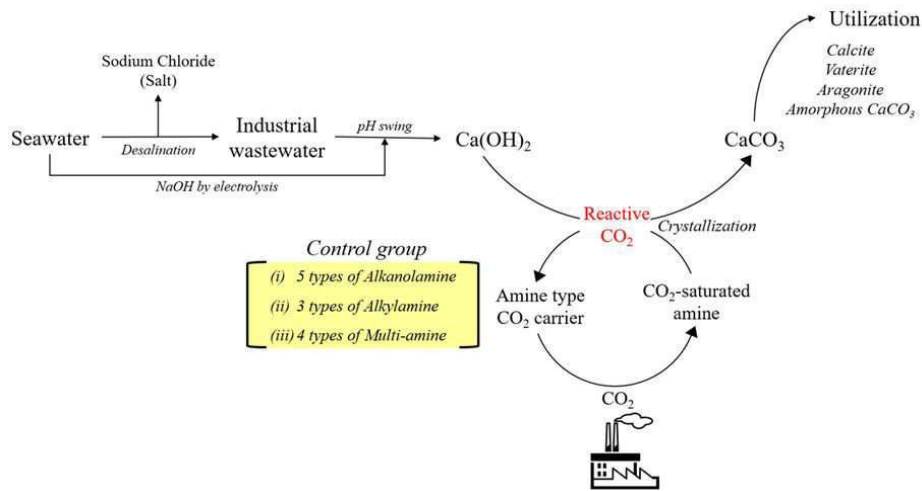 Utilization
Calcite
Vaterite
Aragonite
Amorphous CaCO₃
Sodium Chloride
(Salt)
Seawater
Desalination
Industrial
wastewater
pH swing
Ca(OH)₂
CaCO₃
NaOH by electrolysis
Reactive
CO₂
Crystallization
Control group
(i) 5 types of Alkanolamine
(ii) 3 types of Alkylamine
(iii) 4 types of Multi-amine
Amine type
CO₂ carrier
CO₂-saturated
amine
CO₂